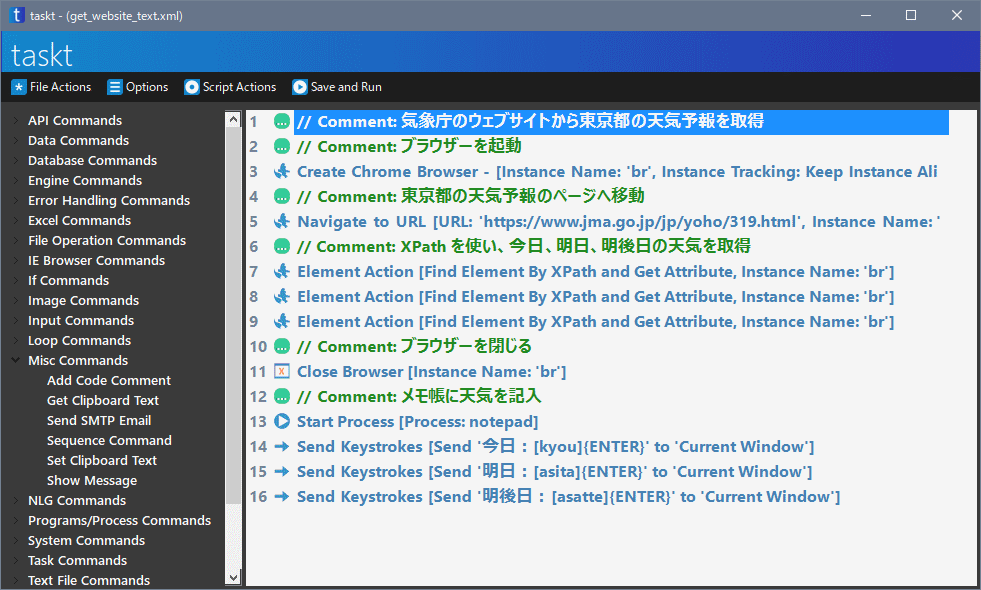 taskt - (get_website_text.xml)
taskt
File Actions Options Script Actions Save and Run
API Commands
Data Commands
Database Commands
Engine Commands
Error Handling Commands
Excel Commands
File Operation Commands
IE Browser Commands
If Commands
Image Commands
Input Commands
Loop Commands
Misc Commands
Add Code Comment
Get Clipboard Text
Send SMTP Email
Sequence Command
Set Clipboard Text
Show Message
NLG Commands
Programs/Process Commands
System Commands
Task Commands
Text File Commands
1 // Comment: 気象庁のウェブサイトから東京都の天気予報を取得
2 // Comment: ブラウザーを起動
3 Create Chrome Browser - [Instance Name: 'br', Instance Tracking: Keep Instance Ali
4 // Comment: 東京都の天気予報のページへ移動
5 Navigate to URL [URL: 'https://www.jma.go.jp/jp/yoho/319.html', Instance Name: '
6 // Comment: XPath を使い、今日、明日、明後日の天気を取得
7 Element Action [Find Element By XPath and Get Attribute, Instance Name: 'br']
8 Element Action [Find Element By XPath and Get Attribute, Instance Name: 'br']
9 Element Action [Find Element By XPath and Get Attribute, Instance Name: 'br']
10 // Comment: ブラウザーを閉じる
11 Close Browser [Instance Name: 'br']
12 // Comment: メモ帳に天気を記入
13 Start Process [Process: notepad]
14 Send Keystrokes [Send '今日：[kyou]{ENTER}' to 'Current Window']
15 Send Keystrokes [Send '明日：[asita]{ENTER}' to 'Current Window']
16 Send Keystrokes [Send '明後日：[asatte]{ENTER}' to 'Current Window']